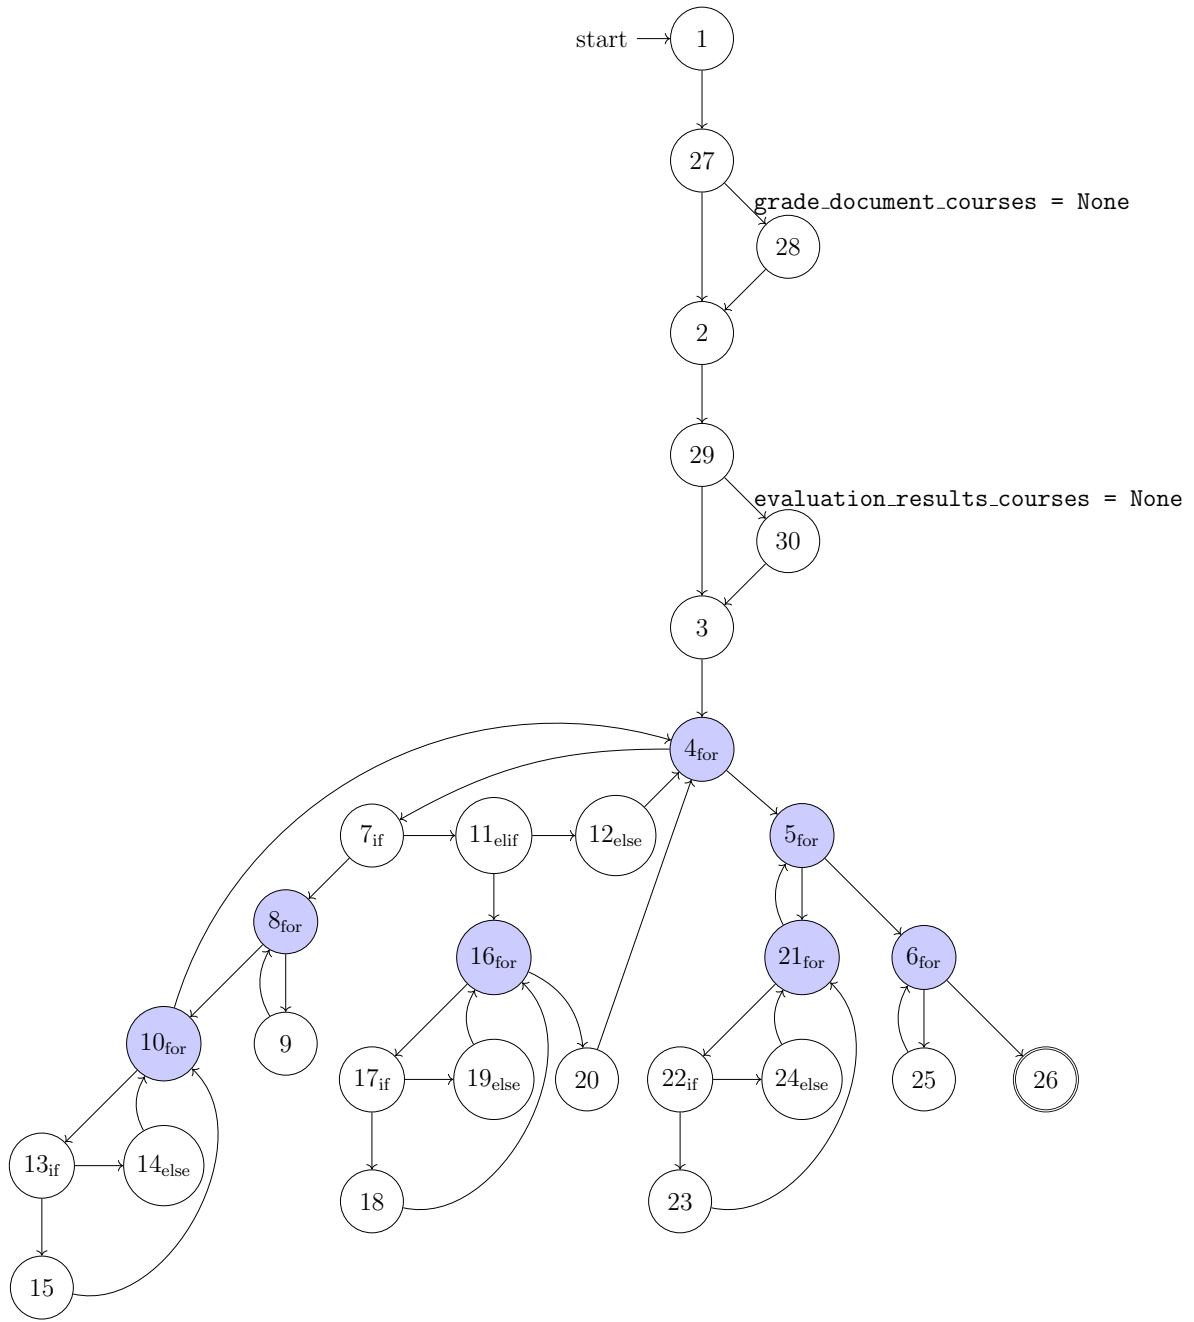 start 1
27
grade_document_courses = None
28
2
29
evaluation_results_courses = None
30
3
4for
7if 11elif 12else 5for
8for
16for 21for 6for
10for 9
17if 19else 20 22if 24else 25 26
13if 14else
18 23
15